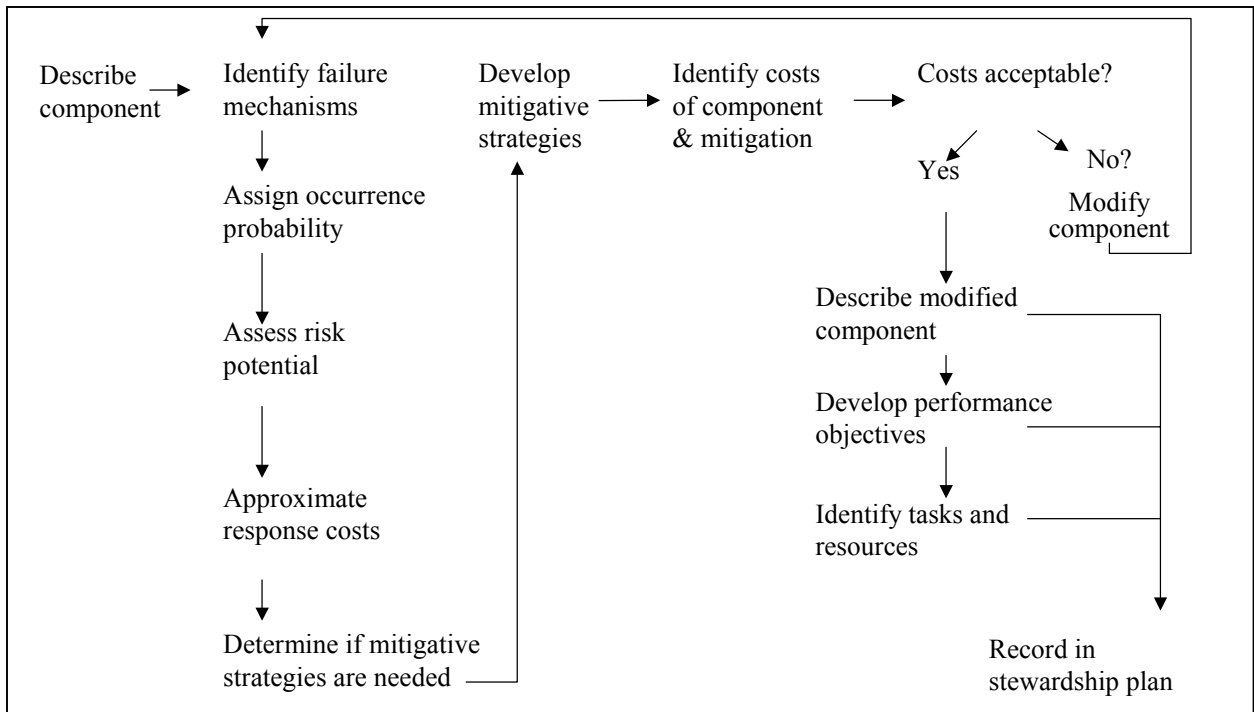 Describe
component
Identify failure
mechanisms
Assign occurrence
probability
Assess risk
potential
Approximate
response costs
Determine if mitigative
strategies are needed
Develop
mitigative
strategies
Identify costs
of component
& mitigation
Costs acceptable?
Yes
No?
Modify
component
Describe modified
component
Develop performance
objectives
Identify tasks and
resources
Record in
stewardship plan